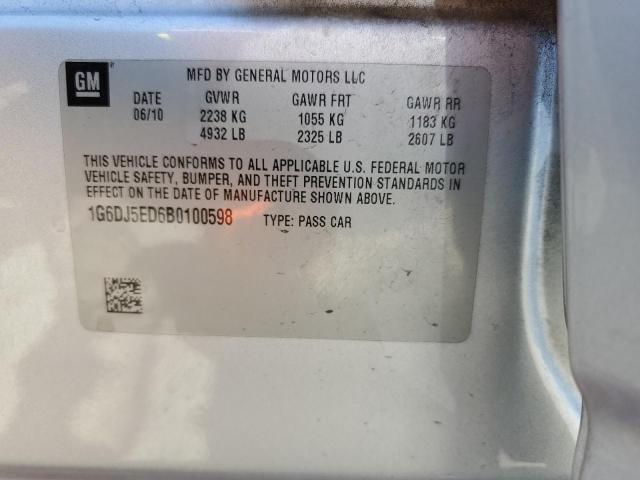 GM
MFD BY GENERAL MOTORS LLC
DATE GVWR GAWR FRT GAWR RR
06/10 2238 KG 1055 KG 1183 KG
4932 LB 2325 LB 2607 LB
THIS VEHICLE CONFORMS TO ALL APPLICABLE U.S. FEDERAL MOTOR
VEHICLE SAFETY, BUMPER, AND THEFT PREVENTION STANDARDS IN
EFFECT ON THE DATE OF MANUFACTURE SHOWN ABOVE.
1G6DJ5ED6B0100598 TYPE: PASS CAR